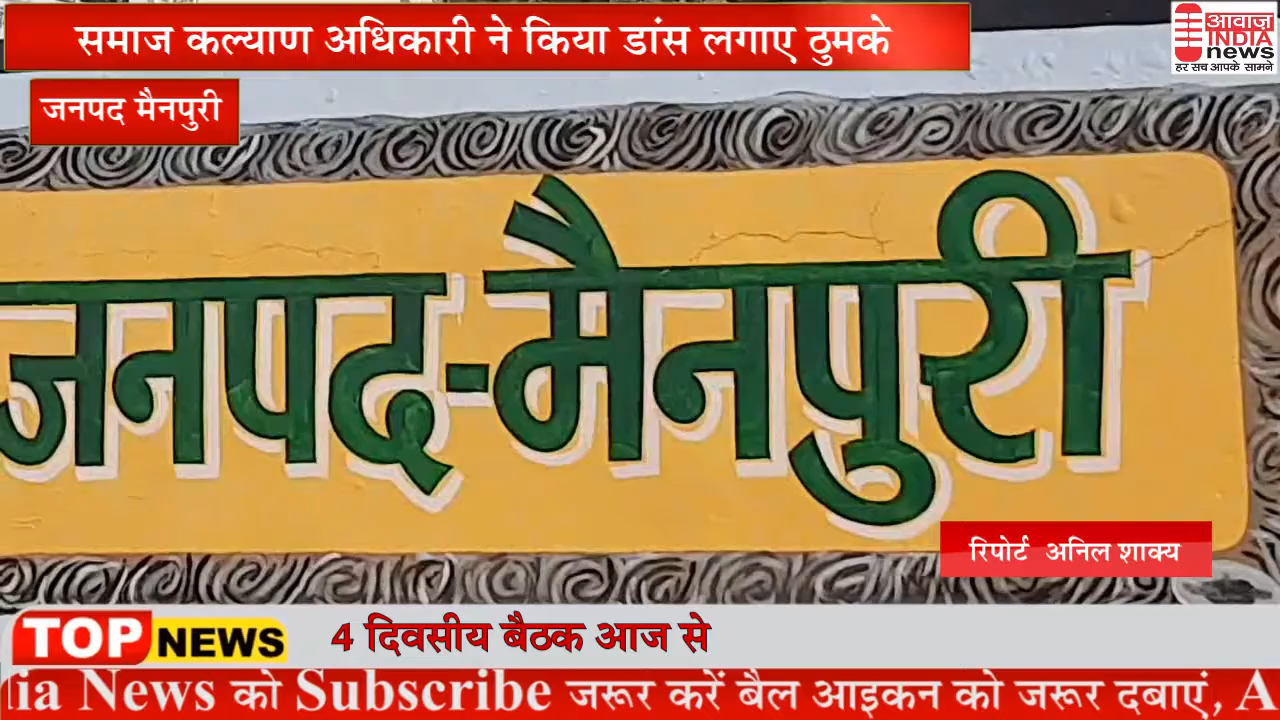 समाज कल्याण अधिकारी ने किया डांस लगाए ठुमके
आवाज
INDIA
news
हर सच आपके सामने
जनपद मैनपुरी
जनपद-मैनपुरी
रिपोर्ट अनिल शाक्य
TOP NEWS
4 दिवसीय बैठक आज से
ia News को Subscribe जरूर करें बैल आइकन को जरूर दबाएं, A